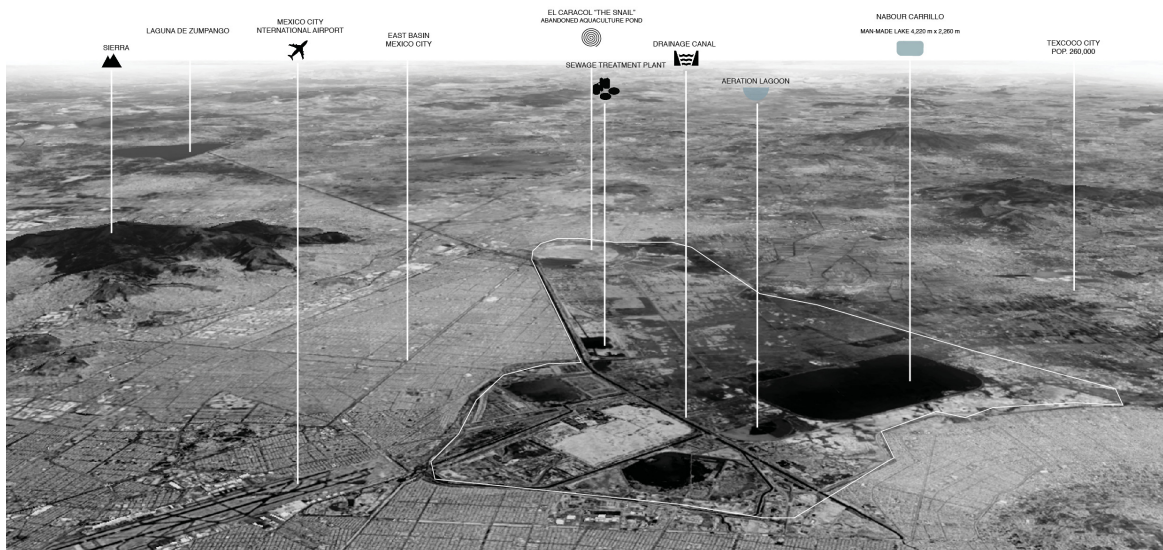 SIERRA
LAGUNA DE ZUMPANGO
MEXICO CITY
NTERNATIONAL AIRPORT
EAST BASIN
MEXICO CITY
EL CARACOL "THE SNAIL"
ABANDONED AQUACULTURE POND
SEWAGE TREATMENT PLANT
DRAINAGE CANAL
AERATION LAGOON
NABOUR CARRILLO
MAN-MADE LAKE 4,220 m x 2,260 m
TEXCOCO CITY
POP. 260,000